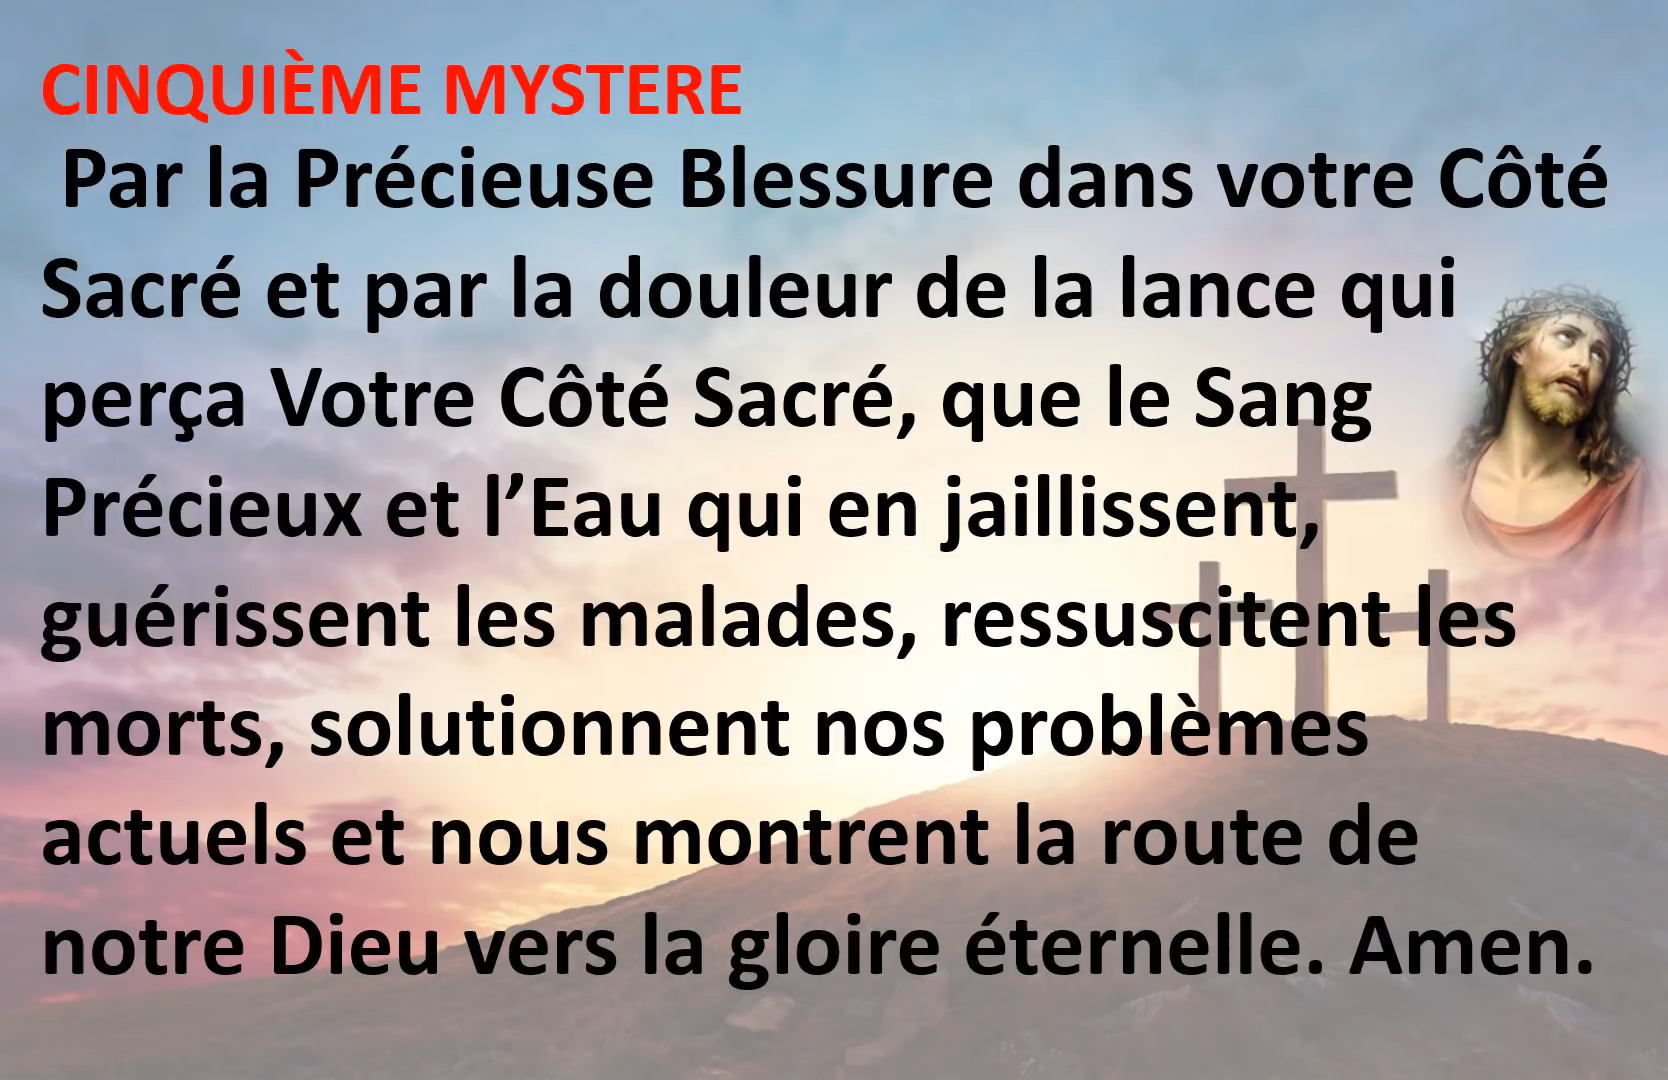 CINQUIÈME MYSTERE
Par la Précieuse Blessure dans votre Côté
Sacré et par la douleur de la lance qui
perça Votre Côté Sacré, que le Sang
Précieux et l’Eau qui en jaillissent,
guérissent les malades, ressuscitent les
morts, solutionnent nos problèmes
actuels et nous montrent la route de
notre Dieu vers la gloire éternelle. Amen.